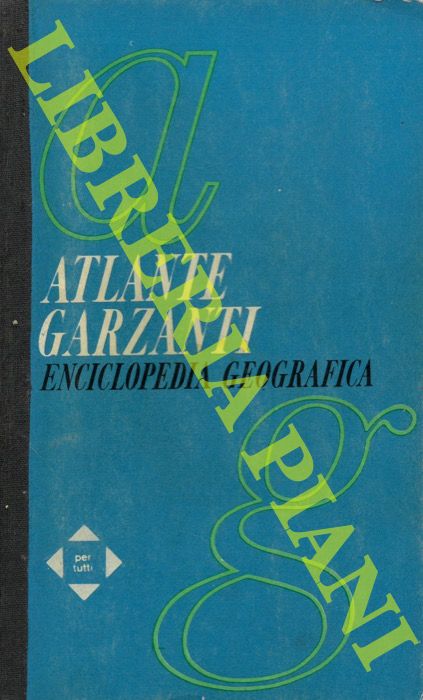 a
ATLANTE
GARZANTI
ENCICLOPEDIA GEOGRAFICA
g
per
tutti
LIBRERIA PIANI